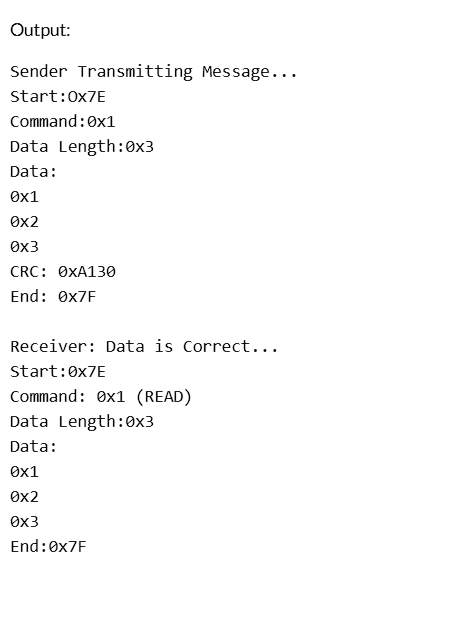 Output:
Sender Transmitting Message...
Start:Ox7E
Command:0x1
Data Length:0x3
Data:
0x1
0x2
0x3
CRC: 0xA130
End: 0x7F
Receiver: Data is Correct...
Start:0x7E
Command: 0x1 (READ)
Data Length:0x3
Data:
0x1
0x2
0x3
End:0x7F